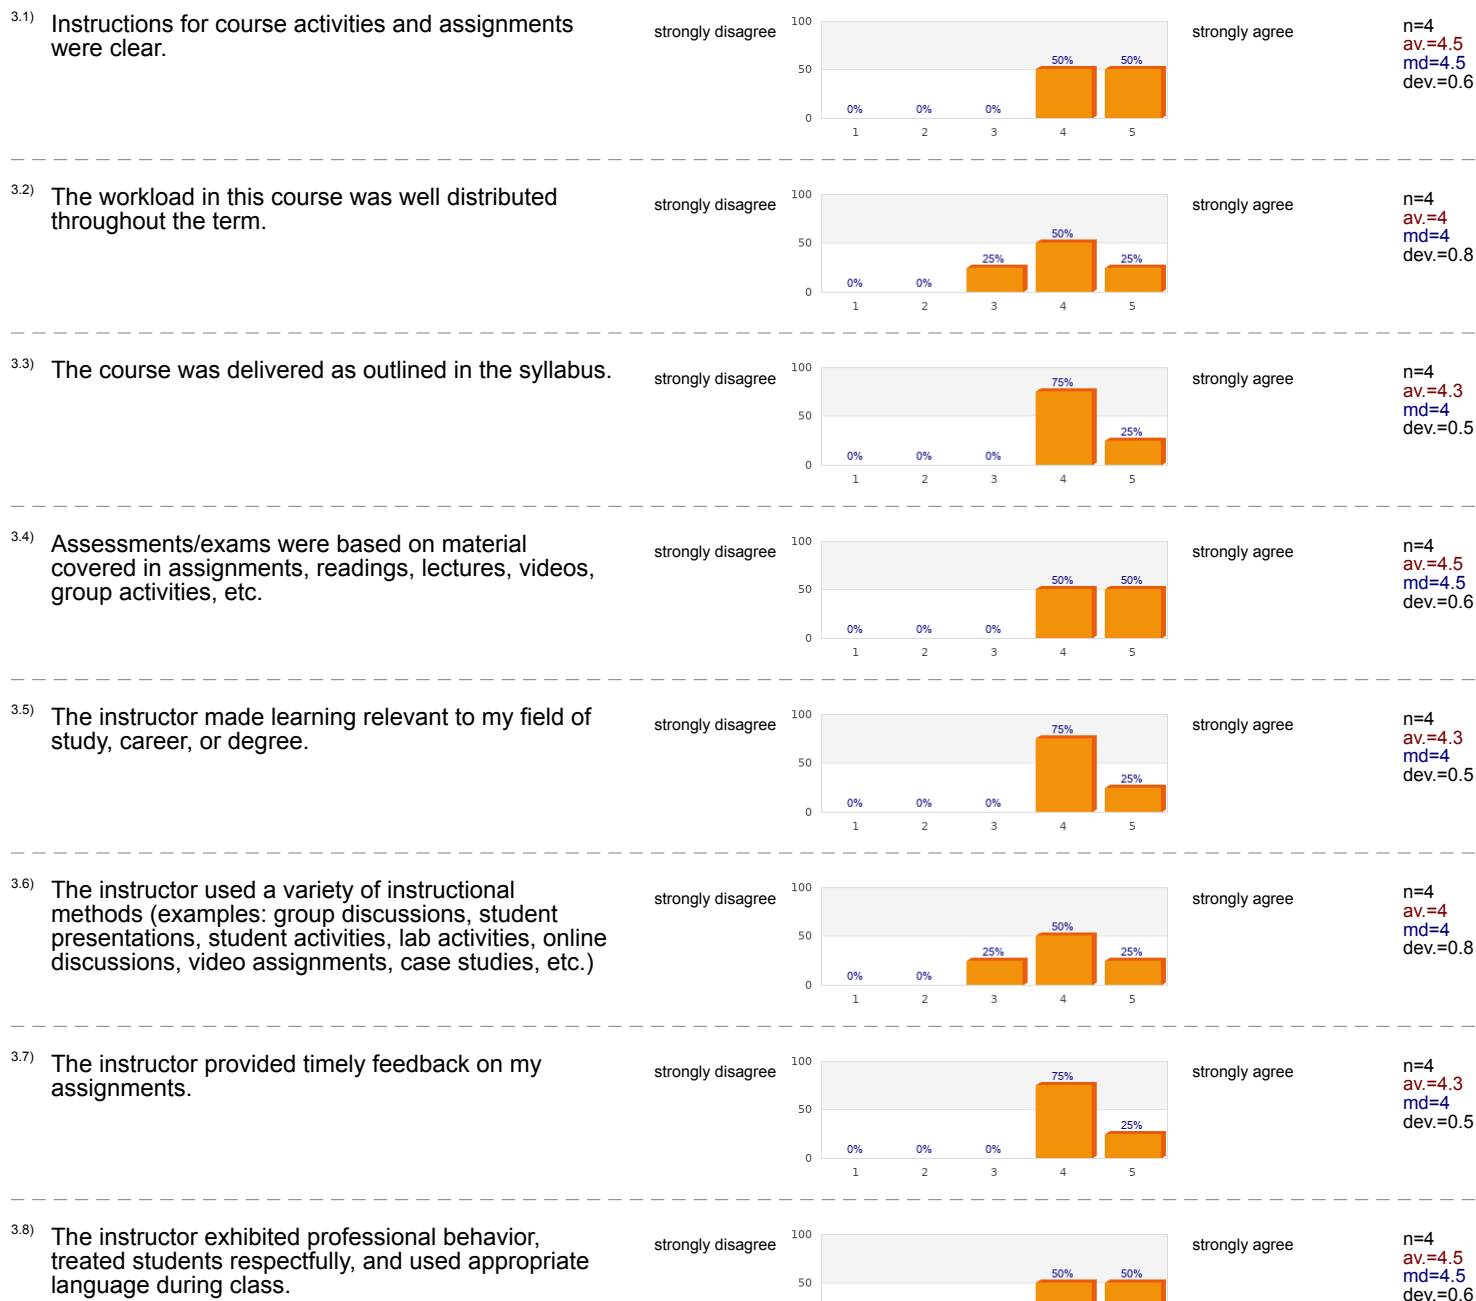 3.1) Instructions for course activities and assignments
were clear.
strongly disagree
100
50
0
0%
0%
0%
50%
50%
1
2
3
4
5
strongly agree
n=4
av.=4.5
md=4.5
dev.=0.6
3.2) The workload in this course was well distributed
throughout the term.
strongly disagree
100
50
0
0%
0%
25%
50%
25%
1
2
3
4
5
strongly agree
n=4
av.=4
md=4
dev.=0.8
3.3) The course was delivered as outlined in the syllabus.
strongly disagree
100
50
0
0%
0%
0%
75%
25%
1
2
3
4
5
strongly agree
n=4
av.=4.3
md=4
dev.=0.5
3.4) Assessments/exams were based on material
covered in assignments, readings, lectures, videos,
group activities, etc.
strongly disagree
100
50
0
0%
0%
0%
50%
50%
1
2
3
4
5
strongly agree
n=4
av.=4.5
md=4.5
dev.=0.6
3.5) The instructor made learning relevant to my field of
study, career, or degree.
strongly disagree
100
50
0
0%
0%
0%
75%
25%
1
2
3
4
5
strongly agree
n=4
av.=4.3
md=4
dev.=0.5
3.6) The instructor used a variety of instructional
methods (examples: group discussions, student
presentations, student activities, lab activities, online
discussions, video assignments, case studies, etc.)
strongly disagree
100
50
0
0%
0%
25%
50%
25%
1
2
3
4
5
strongly agree
n=4
av.=4
md=4
dev.=0.8
3.7) The instructor provided timely feedback on my
assignments.
strongly disagree
100
50
0
0%
0%
0%
75%
25%
1
2
3
4
5
strongly agree
n=4
av.=4.3
md=4
dev.=0.5
3.8) The instructor exhibited professional behavior,
treated students respectfully, and used appropriate
language during class.
strongly disagree
100
50
50%
50%
strongly agree
n=4
av.=4.5
md=4.5
dev.=0.6